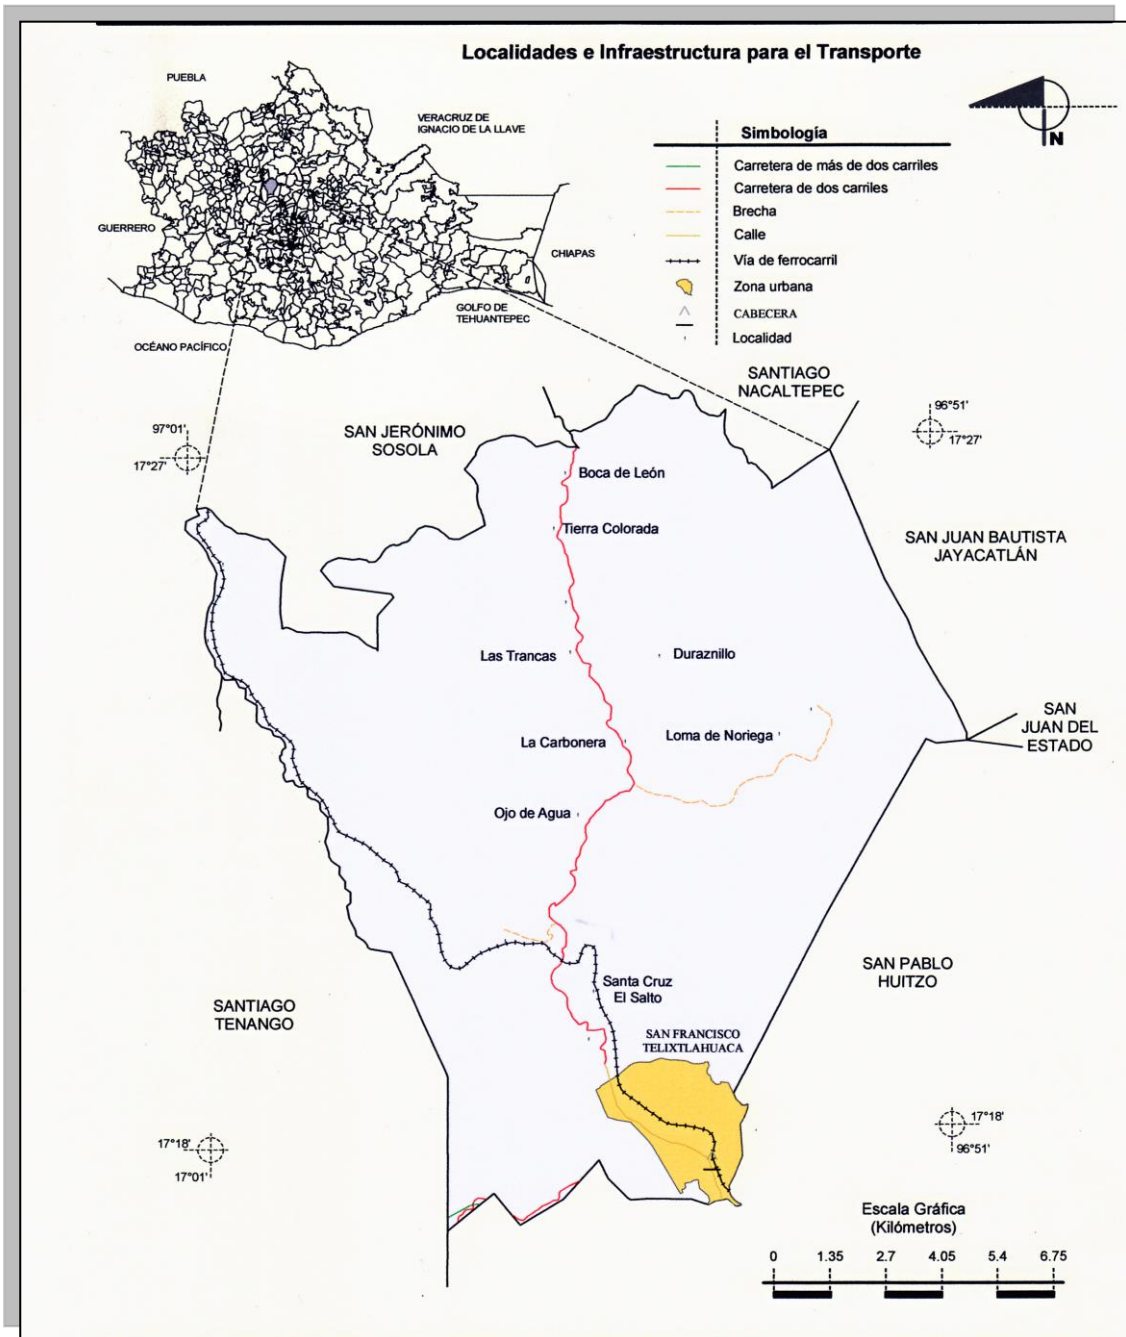 Localidades e Infraestructura para el Transporte
PUEBLA
VERACRUZ DE
IGNACIO DE LA LLAVE
GUERRERO
CHIAPAS
GOLFO DE
TEHUANTEPEC
OCÉANO PACÍFICO
N
Simbología
Carretera de más de dos carriles
Carretera de dos carriles
Brecha
Calle
Vía de ferrocarril
Zona urbana
CABECERA
Localidad
SANTIAGO
NACALTEPEC
97°01'
17°27'
SAN JERÓNIMO
SOSOLA
96°51'
17°27'
Boca de León
Tierra Colorada
SAN JUAN BAUTISTA
JAYACATLÁN
Las Trancas
Duraznillo
SAN
JUAN DEL
ESTADO
La Carbonera
Loma de Noriega
Ojo de Agua
SAN PABLO
HUITZO
Santa Cruz
El Salto
SANTIAGO
TENANGO
SAN FRANCISCO
TELIXTLAHUACA
17°18'
17°01'
17°18'
96°51'
Escala Gráfica
(Kilómetros)
0 1.35 2.7 4.05 5.4 6.75